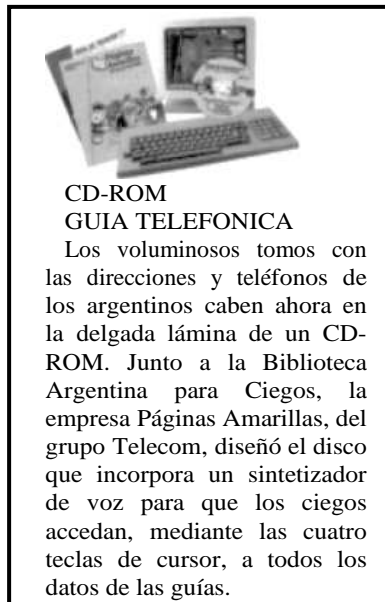 CD-ROM
GUIA TELEFONICA
Los voluminosos tomos con
las direcciones y teléfonos de
los argentinos caben ahora en
la delgada lámina de un CD-
ROM. Junto a la Biblioteca
Argentina para Ciegos, la
empresa Páginas Amarillas, del
grupo Telecom, diseñó el disco
que incorpora un sintetizador
de voz para que los ciegos
accedan, mediante las cuatro
teclas de cursor, a todos los
datos de las guías.